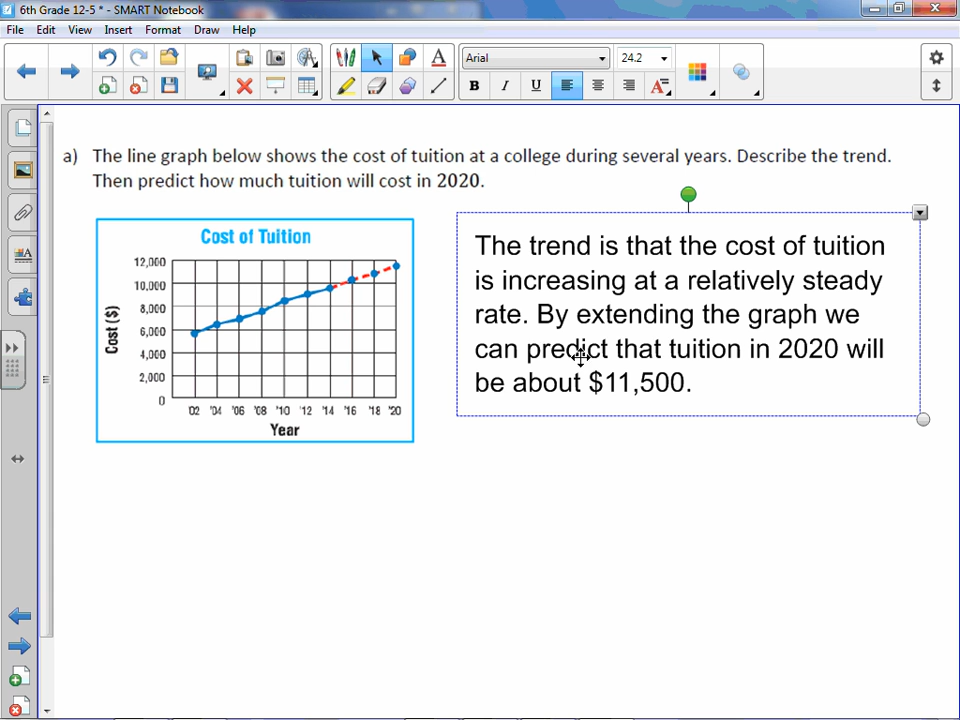 6th Grade 12-5 * - SMART Notebook
File Edit View Insert Format Draw Help
Arial 24.2
B I U
a) The line graph below shows the cost of tuition at a college during several years. Describe the trend.
Then predict how much tuition will cost in 2020.
Cost of Tuition
12,000
10,000
8,000
6,000
4,000
2,000
0
Cost ($)
'02 '04 '06 '08 '10 '12 '14 '16 '18 '20
Year
The trend is that the cost of tuition
is increasing at a relatively steady
rate. By extending the graph we
can predict that tuition in 2020 will
be about $11,500.